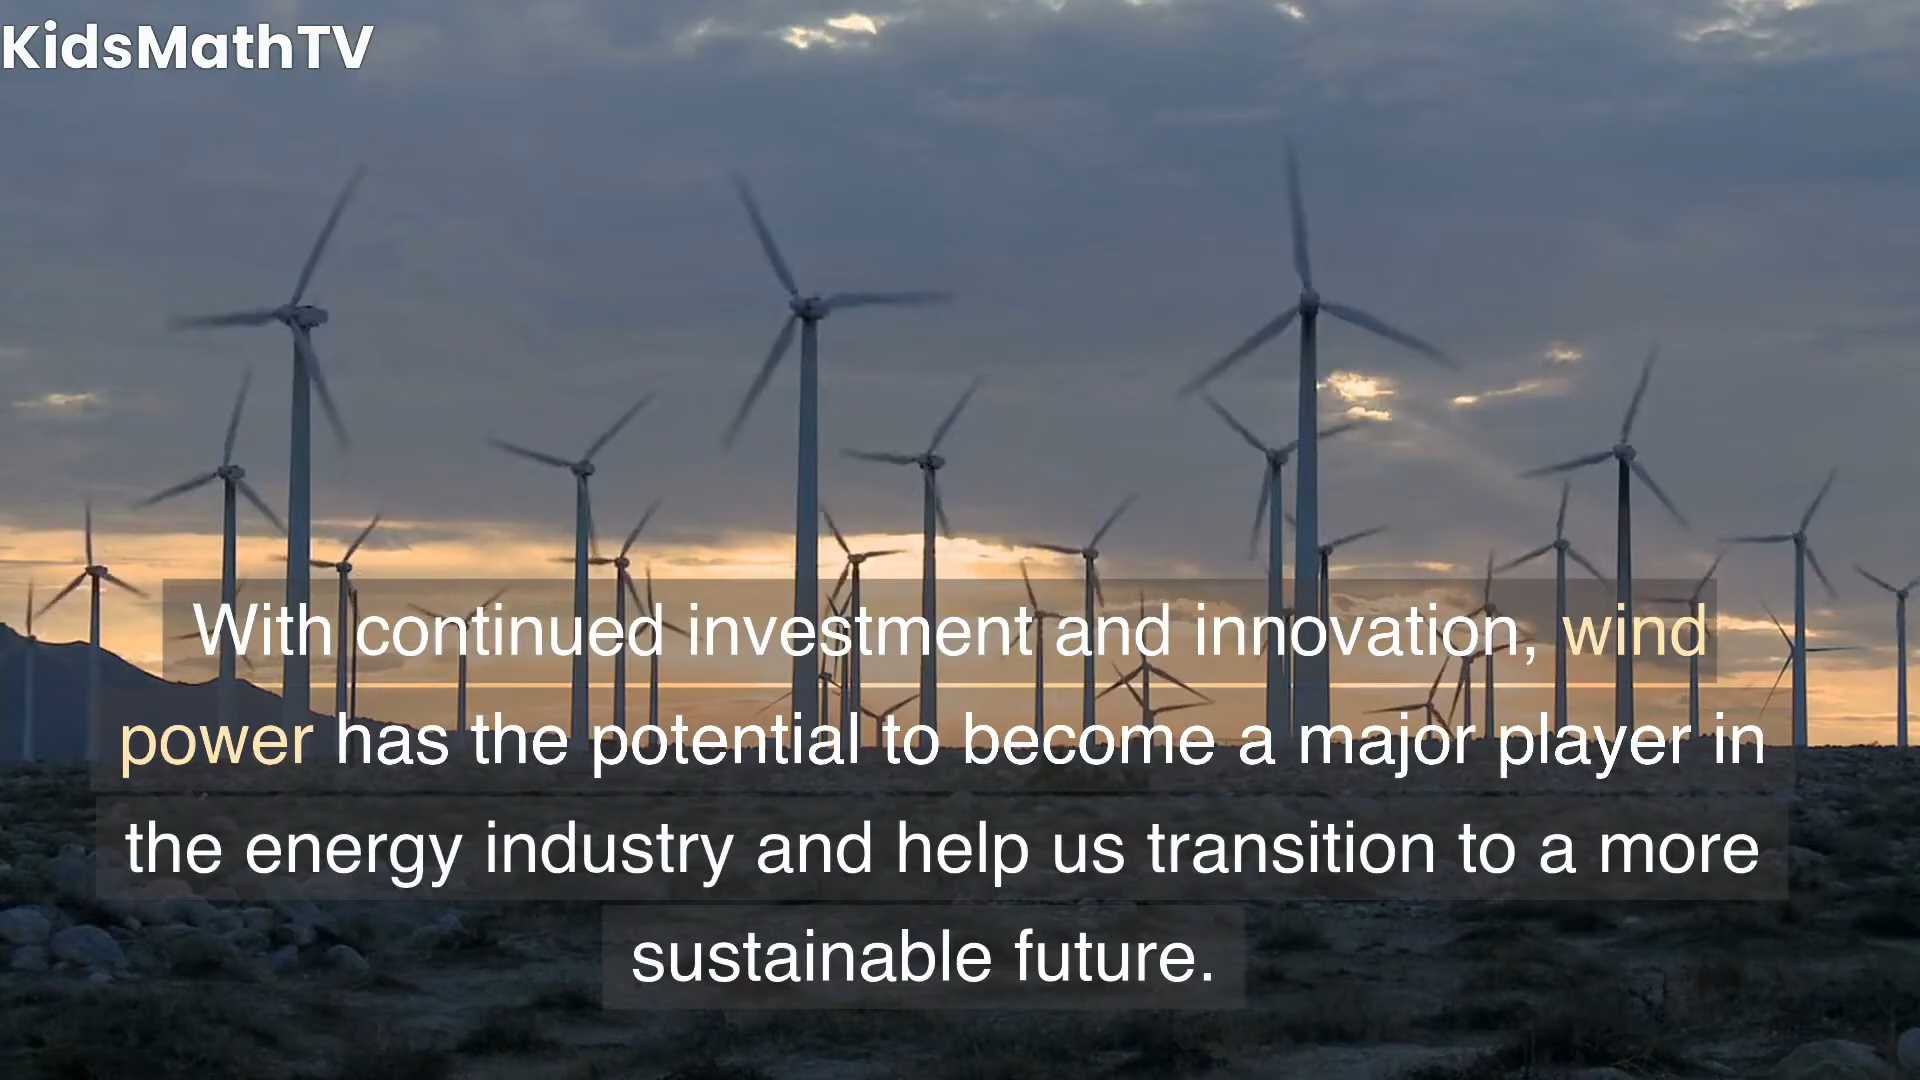 KidsMathTV
With continued investment and innovation, wind
power has the potential to become a major player in
the energy industry and help us transition to a more
sustainable future.